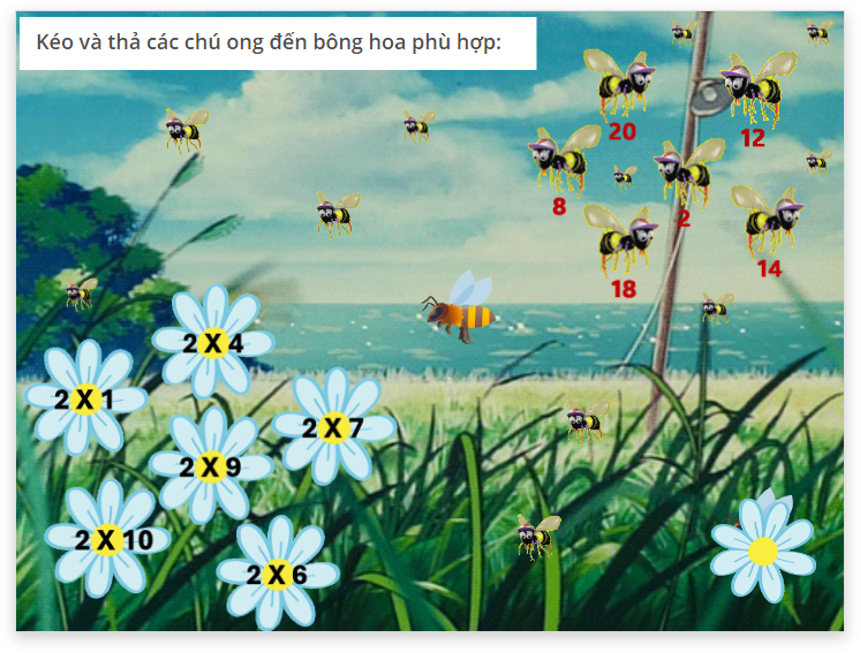 Kéo và thả các chú ong đến bông hoa phù hợp:
20
12
8
2
18
14
2 X 4
2 X 1
2 X 7
2 X 9
2 X 10
2 X 6